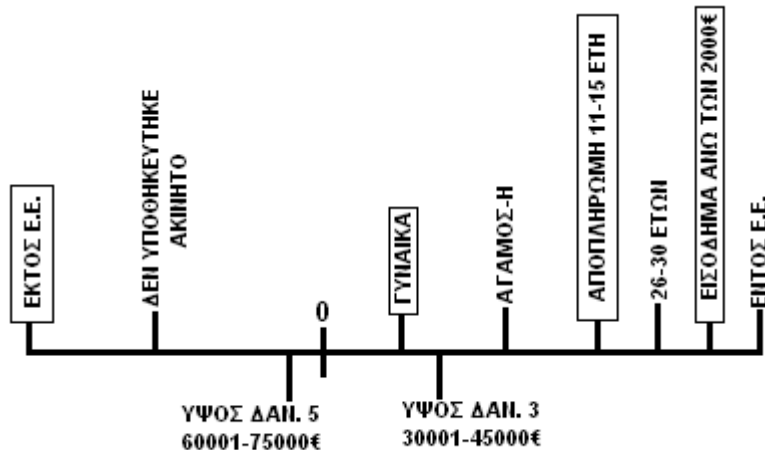 ΕΚΤΟΣ Ε.Ε.
ΔΕΝ ΥΠΟΘΗΚΕΥΤΗΚΕ
ΑΚΙΝΗΤΟ
0
ΓΥΝΑΙΚΑ
ΑΓΑΜΟΣ-Η
ΑΠΟΠΛΗΡΩΜΗ 11-15 ΕΤΗ
26-30 ΕΤΩΝ
ΕΙΣΟΔΗΜΑ ΑΝΩ ΤΩΝ 2000€
ΕΝΤΟΣ Ε.Ε.
ΥΨΟΣ ΔΑΝ. 5
60001-75000€
ΥΨΟΣ ΔΑΝ. 3
30001-45000€